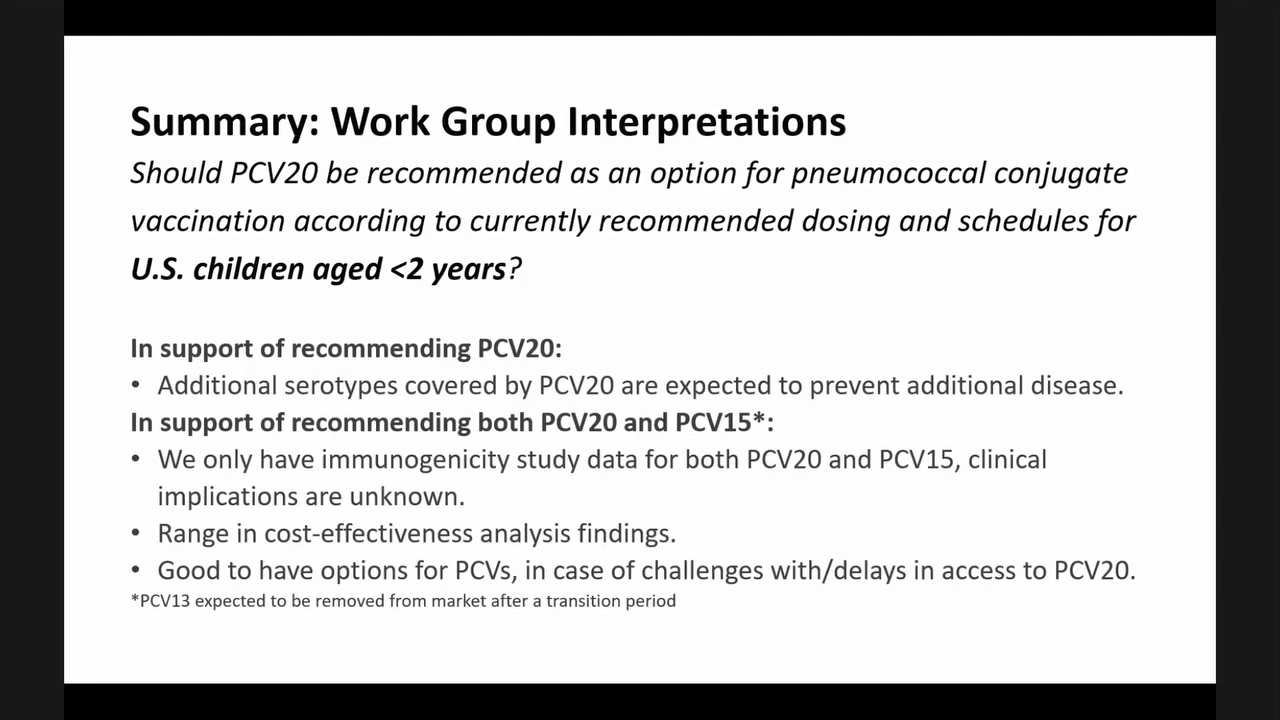 Summary: Work Group Interpretations
Should PCV20 be recommended as an option for pneumococcal conjugate
vaccination according to currently recommended dosing and schedules for
U.S. children aged <2 years?
In support of recommending PCV20:
• Additional serotypes covered by PCV20 are expected to prevent additional disease.
In support of recommending both PCV20 and PCV15*:
• We only have immunogenicity study data for both PCV20 and PCV15, clinical
implications are unknown.
• Range in cost-effectiveness analysis findings.
• Good to have options for PCVs, in case of challenges with/delays in access to PCV20.
*PCV13 expected to be removed from market after a transition period